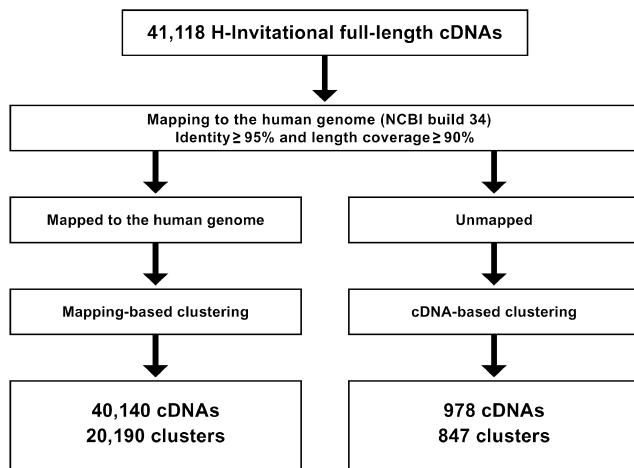 41,118 H-Invitational full-length cDNAs
Mapping to the human genome (NCBI build 34)
Identity≥95% and length coverage≥90%
Mapped to the human genome
Unmapped
Mapping-based clustering
cDNA-based clustering
40,140 cDNAs
20,190 clusters
978 cDNAs
847 clusters